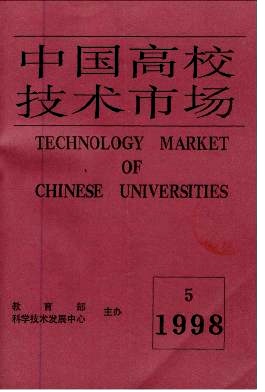 中国高校
技术市场
TECHNOLOGY MARKET
OF
CHINESE UNIVERSITIES
教育部
科学技术发展中心
主办
5
1998